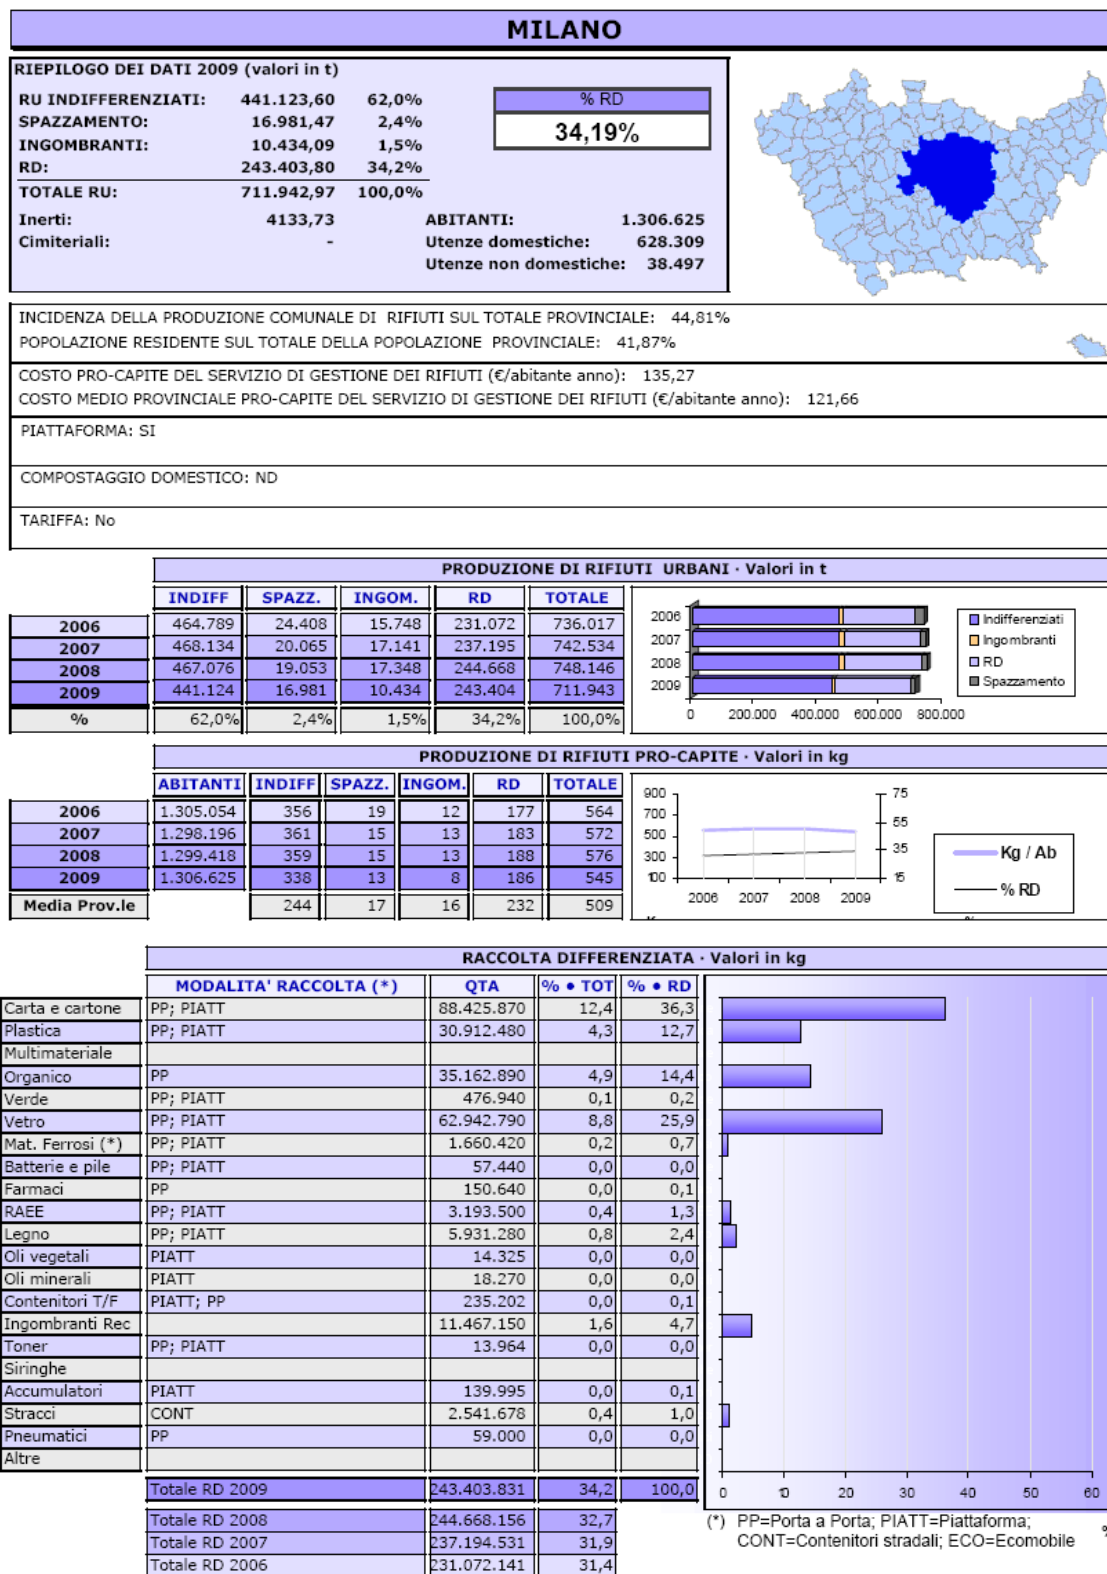 MILANO
RIEPILOGO DEI DATI 2009 (valori in t)
RU INDIFFERENZIATI: 441.123,60 62,0%
SPAZZAMENTO: 16.981,47 2,4%
INGOMBRANTI: 10.434,09 1,5%
RD: 243.403,80 34,2%
TOTALE RU: 711.942,97 100,0%
% RD
34,19%
Inerti: 4133,73
Cimiteriali: -
ABITANTI: 1.306.625
Utenze domestiche: 628.309
Utenze non domestiche: 38.497
INCIDENZA DELLA PRODUZIONE COMUNALE DI RIFIUTI SUL TOTALE PROVINCIALE: 44,81%
POPOLAZIONE RESIDENTE SUL TOTALE DELLA POPOLAZIONE PROVINCIALE: 41,87%
COSTO PRO-CAPITE DEL SERVIZIO DI GESTIONE DEI RIFIUTI (€/abitante anno): 135,27
COSTO MEDIO PROVINCIALE PRO-CAPITE DEL SERVIZIO DI GESTIONE DEI RIFIUTI (€/abitante anno): 121,66
PIATTAFORMA: SI
COMPOSTAGGIO DOMESTICO: ND
TARIFFA: No
PRODUZIONE DI RIFIUTI URBANI · Valori in t
INDIFF SPAZZ. INGOM. RD TOTALE
2006 464.789 24.408 15.748 231.072 736.017
2007 468.134 20.065 17.141 237.195 742.534
2008 467.076 19.053 17.348 244.668 748.146
2009 441.124 16.981 10.434 243.404 711.943
% 62,0% 2,4% 1,5% 34,2% 100,0%
2006
2007
2008
2009
0 200.000 400.000 600.000 800.000
Indifferenziati
Ingombranti
RD
Spazzamento
PRODUZIONE DI RIFIUTI PRO-CAPITE · Valori in kg
ABITANTI INDIFF SPAZZ. INGOM. RD TOTALE
2006 1.305.054 356 19 12 177 564
2007 1.298.196 361 15 13 183 572
2008 1.299.418 359 15 13 188 576
2009 1.306.625 338 13 8 186 545
Media Prov.le 244 17 16 232 509
900 75
700 55
500
300 35
100 15
2006 2007 2008 2009
Kg / Ab
% RD
RACCOLTA DIFFERENZIATA · Valori in kg
MODALITA' RACCOLTA (*) QTA % • TOT % • RD
Carta e cartone PP; PIATT 88.425.870 12,4 36,3
Plastica PP; PIATT 30.912.480 4,3 12,7
Multimateriale
Organico PP 35.162.890 4,9 14,4
Verde PP; PIATT 476.940 0,1 0,2
Vetro PP; PIATT 62.942.790 8,8 25,9
Mat. Ferrosi (*) PP; PIATT 1.660.420 0,2 0,7
Batterie e pile PP; PIATT 57.440 0,0 0,0
Farmaci PP 150.640 0,0 0,1
RAEE PP; PIATT 3.193.500 0,4 1,3
Legno PP; PIATT 5.931.280 0,8 2,4
Oli vegetali PIATT 14.325 0,0 0,0
Oli minerali PIATT 18.270 0,0 0,0
Contenitori T/F PIATT; PP 235.202 0,0 0,1
Ingombranti Rec 11.467.150 1,6 4,7
Toner PP; PIATT 13.964 0,0 0,0
Siringhe
Accumulatori PIATT 139.995 0,0 0,1
Stracci CONT 2.541.678 0,4 1,0
Pneumatici PP 59.000 0,0 0,0
Altre
Totale RD 2009 243.403.831 34,2 100,0
Totale RD 2008 244.668.156 32,7
Totale RD 2007 237.194.531 31,9
Totale RD 2006 231.072.141 31,4
0 10 20 30 40 50 60
(*) PP=Porta a Porta; PIATT=Piattaforma;
CONT=Contenitori stradali; ECO=Ecomobile